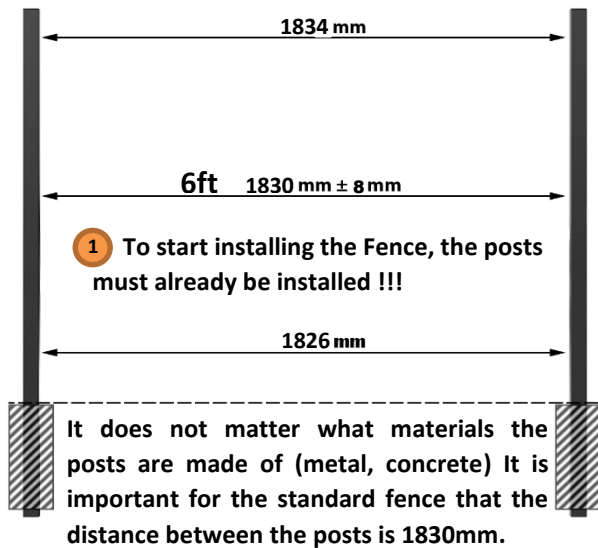 1834 mm
6ft 1830 mm ± 8 mm
1 To start installing the Fence, the posts
must already be installed !!!
1826 mm
It does not matter what materials the
posts are made of (metal, concrete) It is
important for the standard fence that the
distance between the posts is 1830mm.